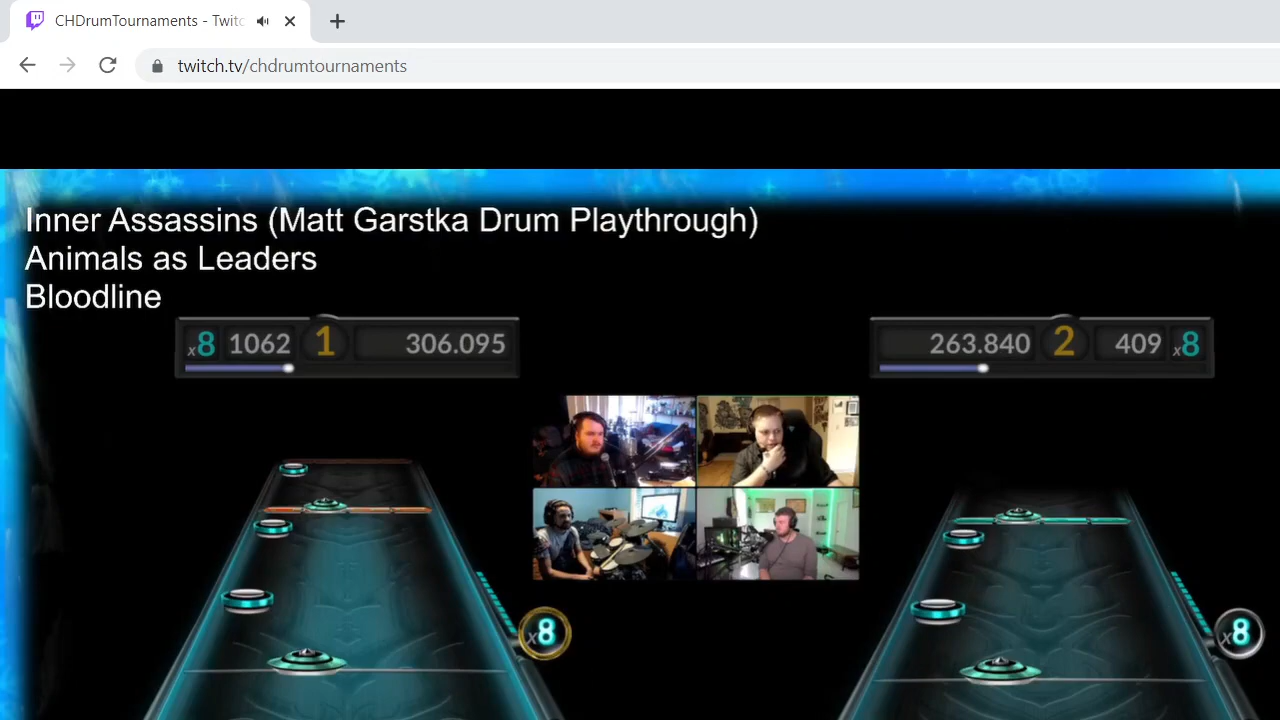 CHDrumTournaments - Twitc
twitch.tv/chdrumtournaments
Inner Assassins (Matt Garstka Drum Playthrough)
Animals as Leaders
Bloodline
x8 1062 1 306.095
263.840 2 409 x8
x8
x8